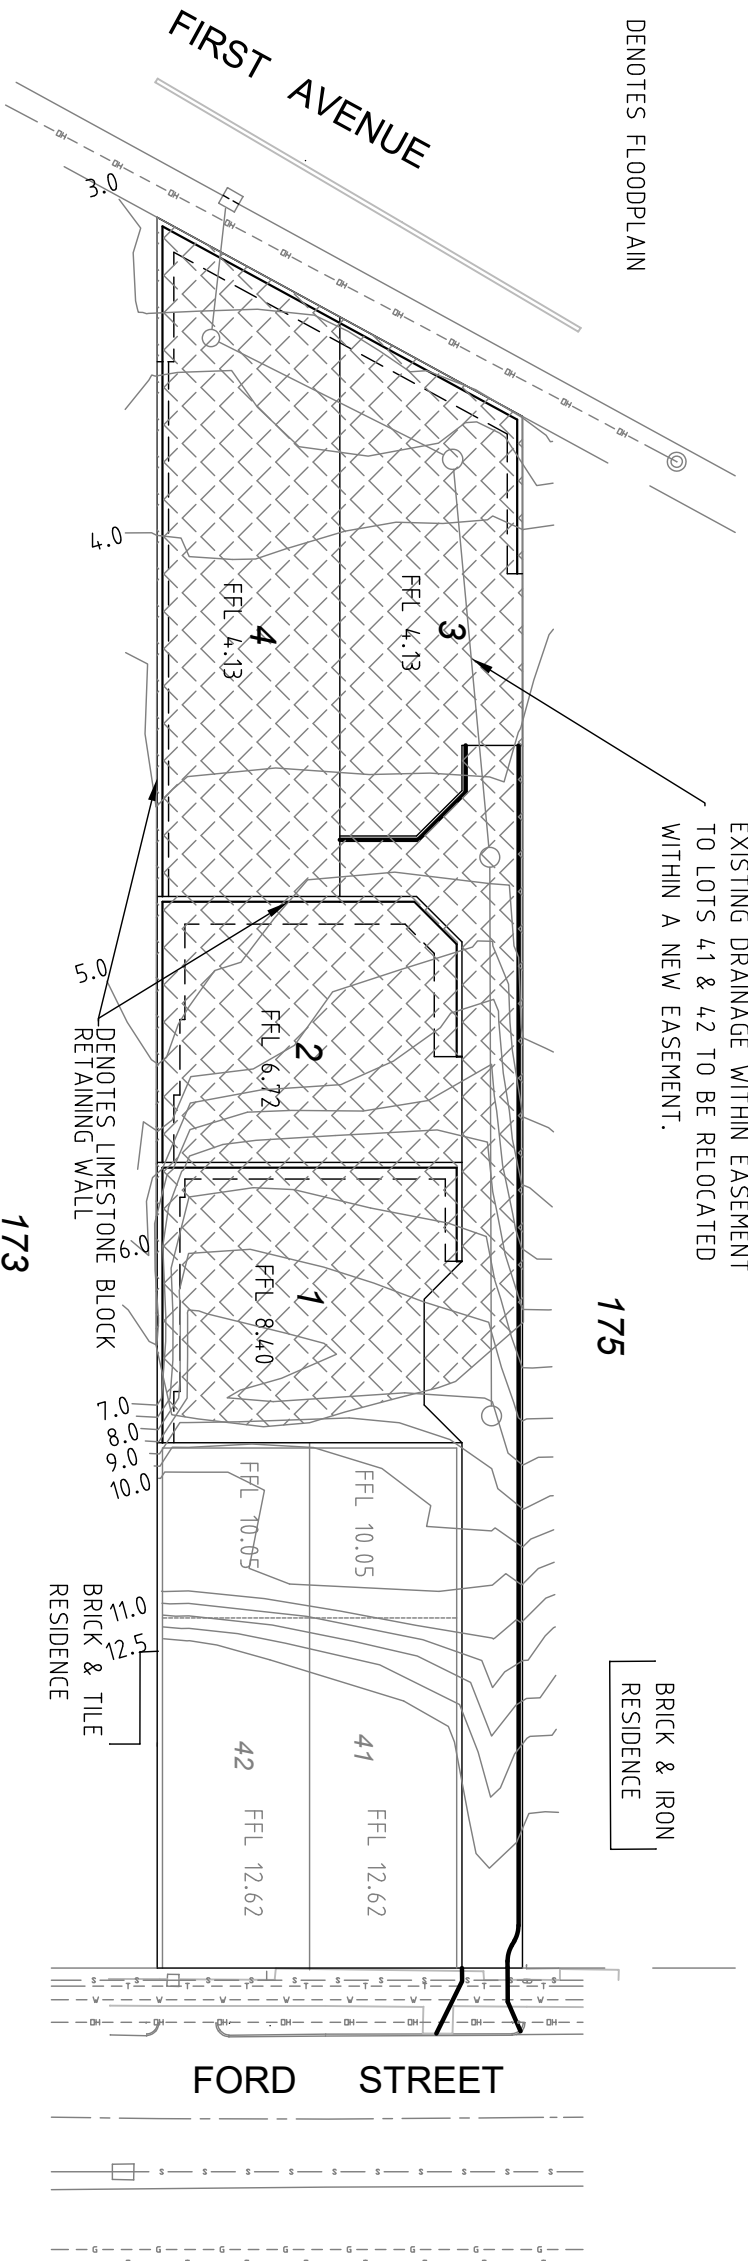 FIRST AVENUE
DENOTES FLOODPLAIN
3.0
4.0
4
FFL 4.13
3
FFL 4.13
EXISTING DRAINAGE WITHIN EASEMENT
TO LOTS 41 & 42 TO BE RELOCATED
WITHIN A NEW EASEMENT.
5.0
2
FFL 6.72
DENOTES LIMESTONE BLOCK
RETAINING WALL
173
6.0
1
FFL 8.40
175
7.0
8.0
9.0
10.0
FFL 10.05
FFL 10.05
11.0
12.5
BRICK & TILE
RESIDENCE
BRICK & IRON
RESIDENCE
42
FFL 12.62
41
FFL 12.62
FORD STREET